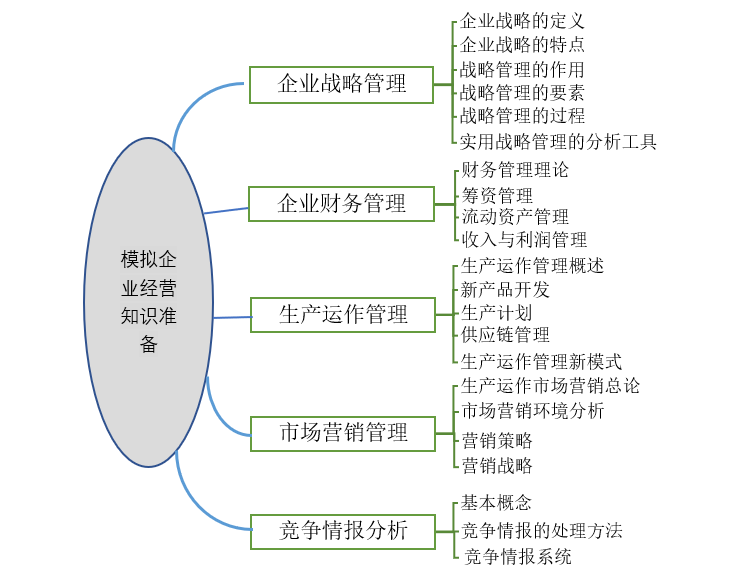 模拟企
业经营
知识准
备
企业战略管理
企业战略的定义
企业战略的特点
战略管理的作用
战略管理的要素
战略管理的过程
实用战略管理的分析工具
企业财务管理
财务管理理论
筹资管理
流动资产管理
收入与利润管理
生产运作管理
生产运作管理概述
新产品开发
生产计划
供应链管理
生产运作管理新模式
市场营销管理
生产运作市场营销总论
市场营销环境分析
营销策略
营销战略
竞争情报分析
基本概念
竞争情报的处理方法
竞争情报系统